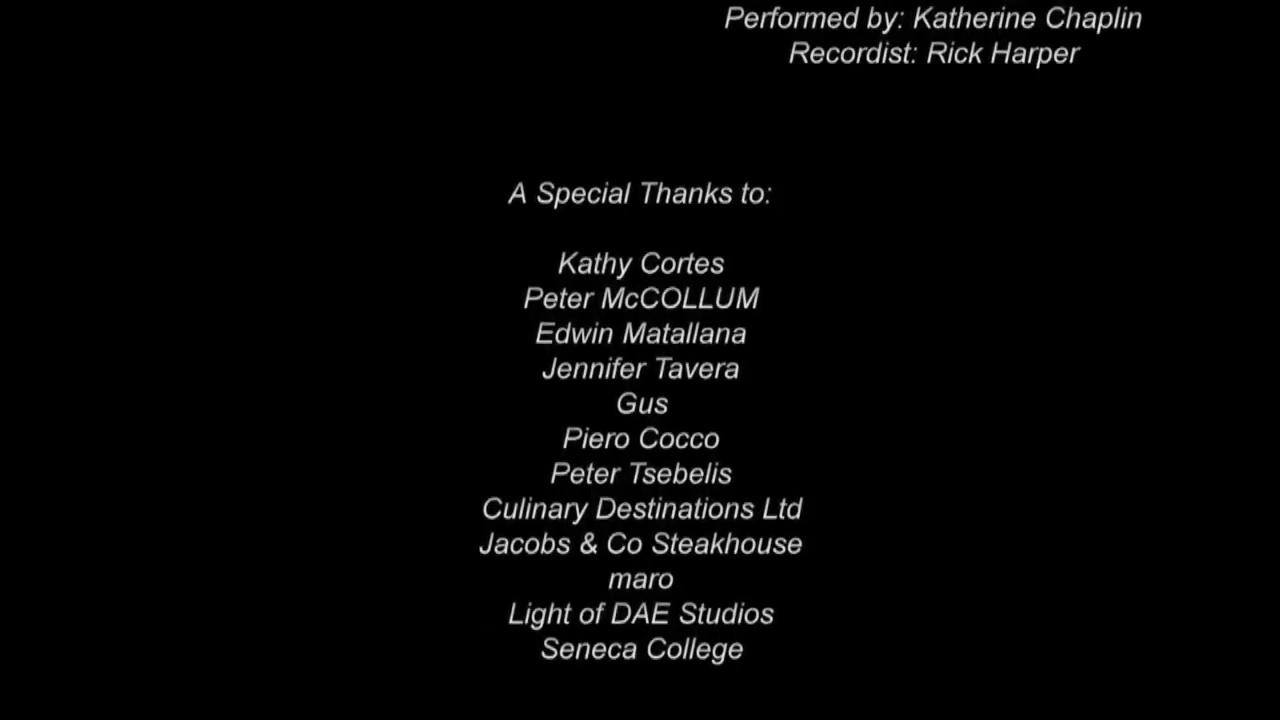 Performed by: Katherine Chaplin
Recordist: Rick Harper
A Special Thanks to:
Kathy Cortes
Peter McCOLLUM
Edwin Matallana
Jennifer Tavera
Gus
Piero Cocco
Peter Tsebelis
Culinary Destinations Ltd
Jacobs & Co Steakhouse
maro
Light of DAE Studios
Seneca College